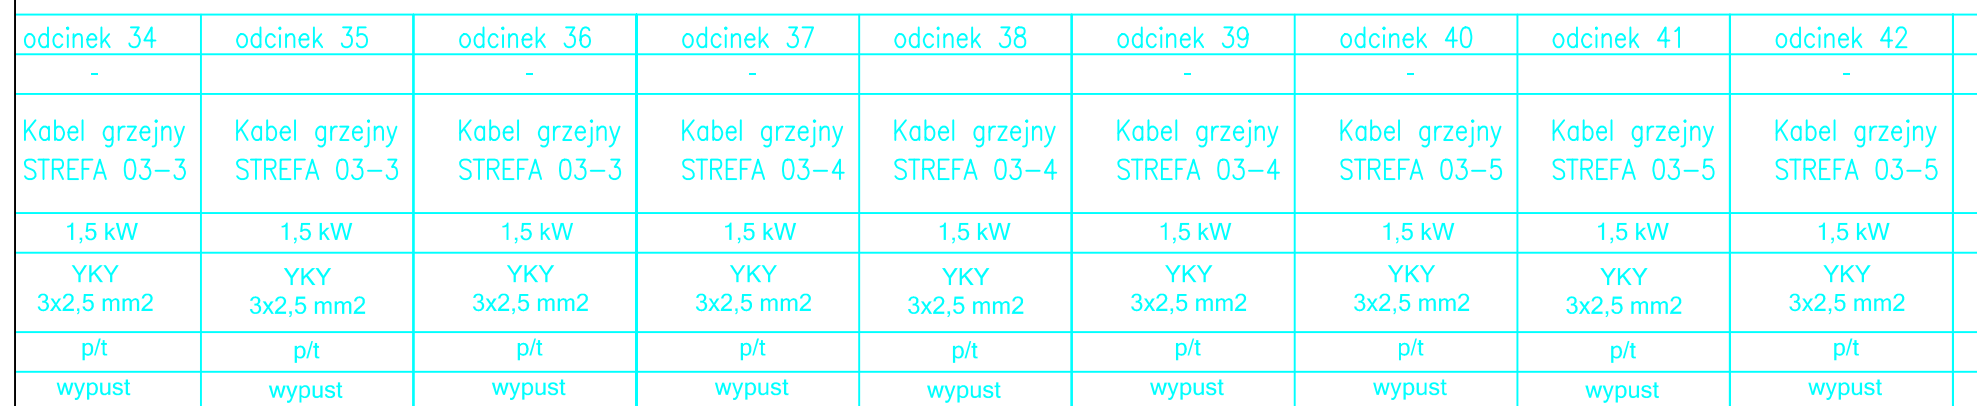 odcinek 34 odcinek 35 odcinek 36 odcinek 37 odcinek 38 odcinek 39 odcinek 40 odcinek 41 odcinek 42
- - - - - -
Kabel grzejny Kabel grzejny Kabel grzejny Kabel grzejny Kabel grzejny Kabel grzejny Kabel grzejny Kabel grzejny Kabel grzejny
STREFA 03-3 STREFA 03-3 STREFA 03-3 STREFA 03-4 STREFA 03-4 STREFA 03-4 STREFA 03-5 STREFA 03-5 STREFA 03-5
1,5 kW 1,5 kW 1,5 kW 1,5 kW 1,5 kW 1,5 kW 1,5 kW 1,5 kW 1,5 kW
YKY YKY YKY YKY YKY YKY YKY YKY YKY
3x2,5 mm2 3x2,5 mm2 3x2,5 mm2 3x2,5 mm2 3x2,5 mm2 3x2,5 mm2 3x2,5 mm2 3x2,5 mm2 3x2,5 mm2
p/t p/t p/t p/t p/t p/t p/t p/t p/t
wypust wypust wypust wypust wypust wypust wypust wypust wypust